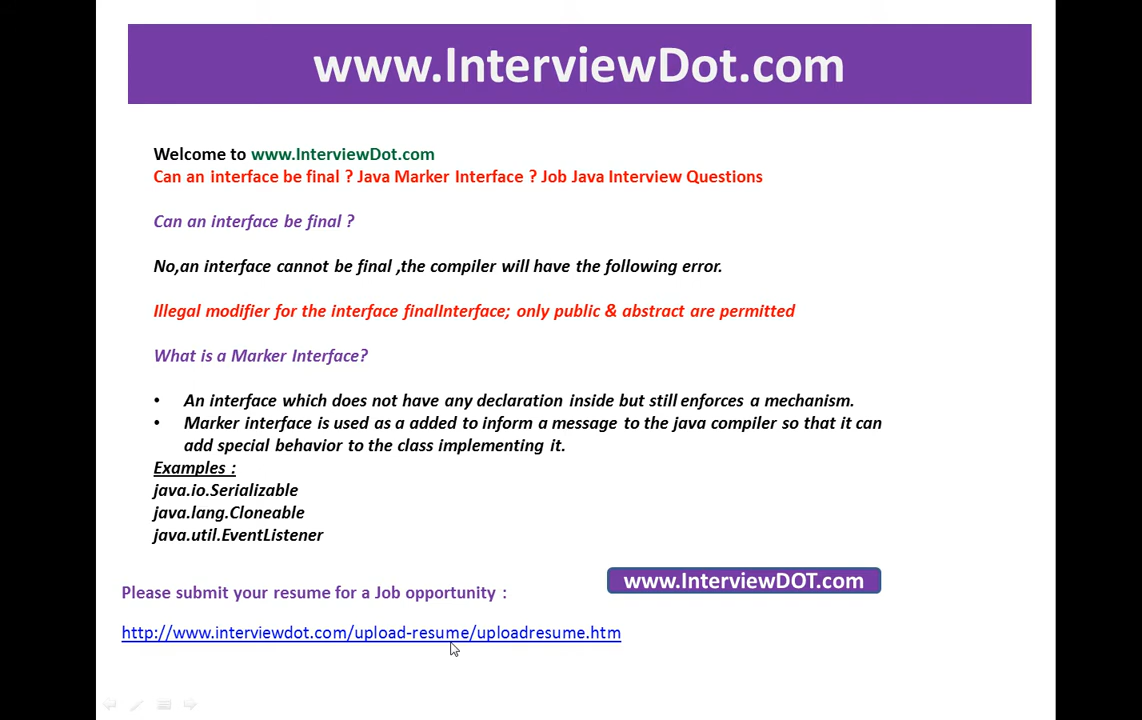 www.InterviewDot.com
Welcome to www.InterviewDot.com
Can an interface be final ? Java Marker Interface ? Job Java Interview Questions
Can an interface be final ?
No,an interface cannot be final ,the compiler will have the following error.
Illegal modifier for the interface finalInterface; only public & abstract are permitted
What is a Marker Interface?
• An interface which does not have any declaration inside but still enforces a mechanism.
• Marker interface is used as a added to inform a message to the java compiler so that it can
add special behavior to the class implementing it.
Examples :
java.io.Serializable
java.lang.Cloneable
java.util.EventListener
www.InterviewDOT.com
Please submit your resume for a Job opportunity :
http://www.interviewdot.com/upload-resume/uploadresume.htm